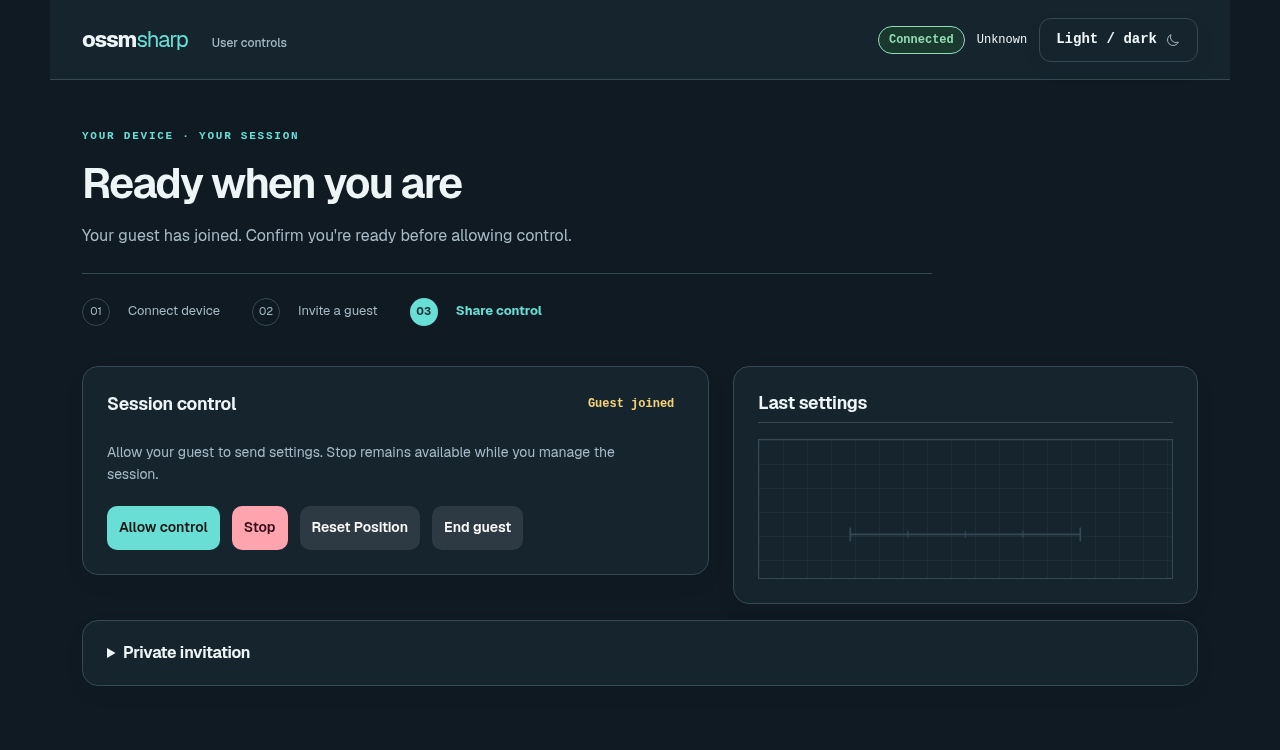 ossmsharp User controls Connected Unknown Light / dark
YOUR DEVICE · YOUR SESSION
Ready when you are
Your guest has joined. Confirm you're ready before allowing control.
01 Connect device 02 Invite a guest 03 Share control
Session control Guest joined
Allow your guest to send settings. Stop remains available while you manage the
session.
Allow control Stop Reset Position End guest
Last settings
Private invitation